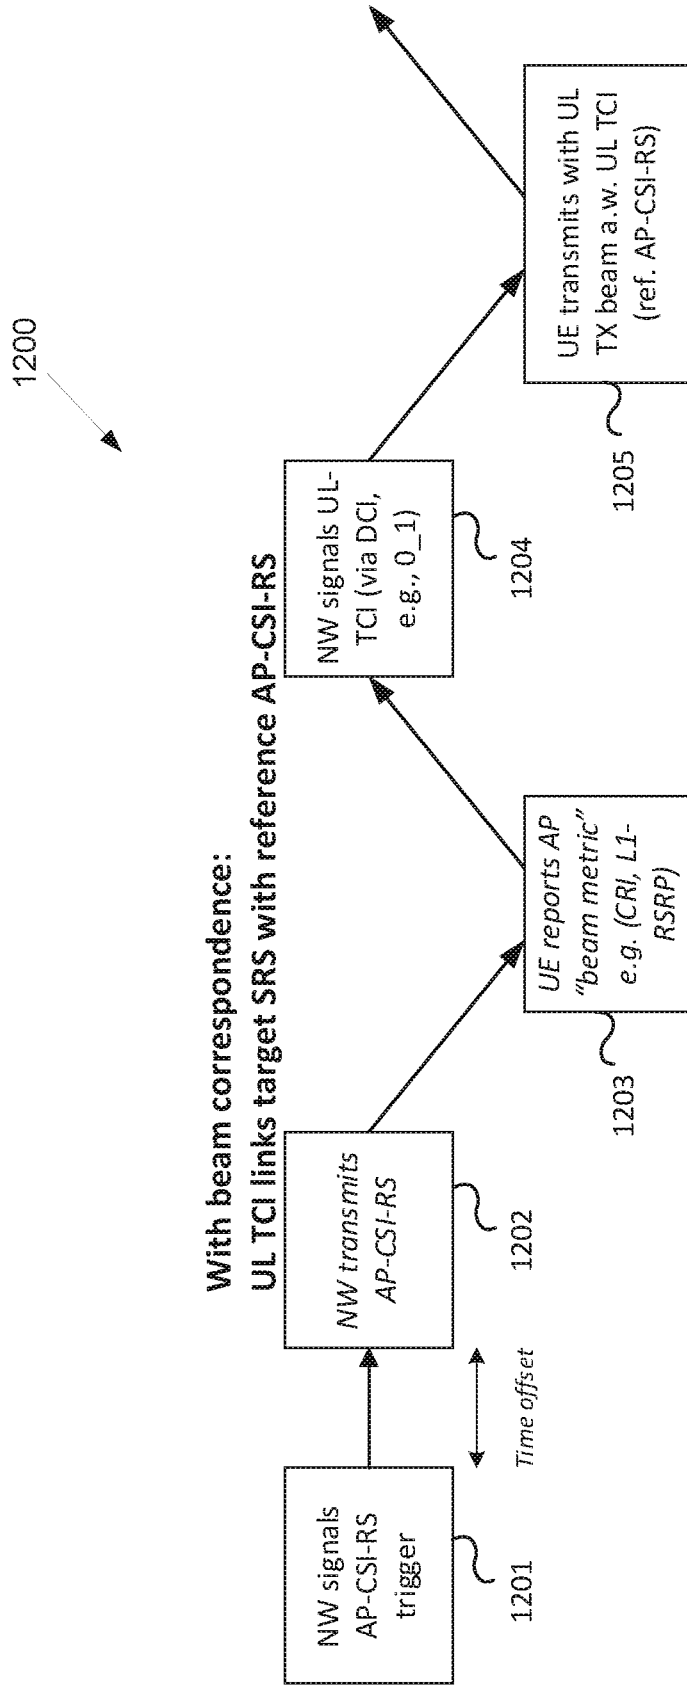 1200
With beam correspondence:
UL TCI links target SRS with reference AP-CSI-RS
NW signals
AP-CSI-RS
trigger
1201
Time offset
NW transmits
AP-CSI-RS
1202
UE reports AP
“beam metric”
e.g. (CRI, L1-
RSRP)
1203
NW signals UL-
TCI (via DCI,
e.g., 0_1)
1204
UE transmits with UL
TX beam a.w. UL TCI
(ref. AP-CSI-RS)
1205